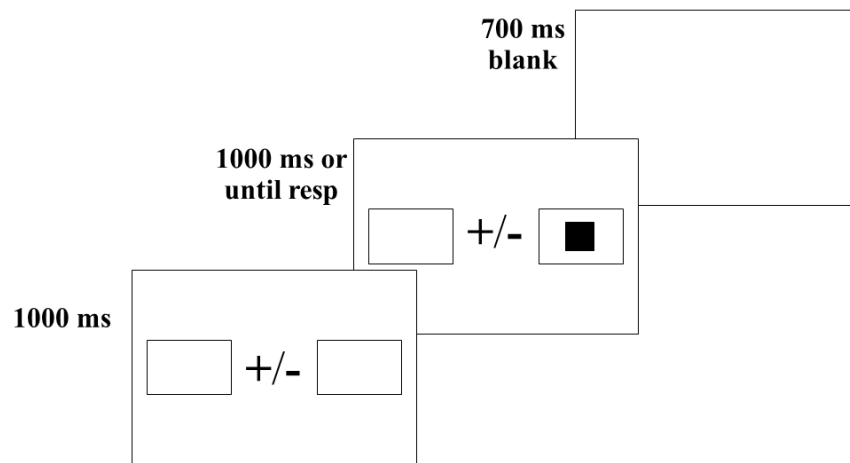 700 ms
blank
1000 ms or
until resp
+/-
1000 ms
+/-